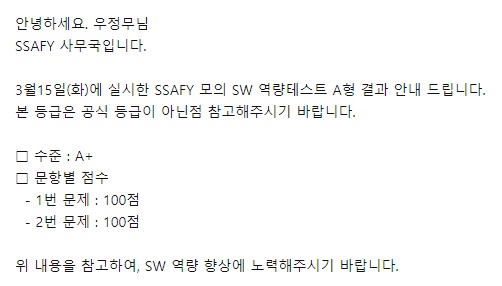 안녕하세요. 우정무님
SSAFY 사무국입니다.
3월15일(화)에 실시한 SSAFY 모의 SW 역량테스트 A형 결과 안내 드립니다.
본 등급은 공식 등급이 아닌점 참고해주시기 바랍니다.
□ 수준 : A+
□ 문항별 점수
- 1번 문제 : 100점
- 2번 문제 : 100점
위 내용을 참고하여, SW 역량 향상에 노력해주시기 바랍니다.